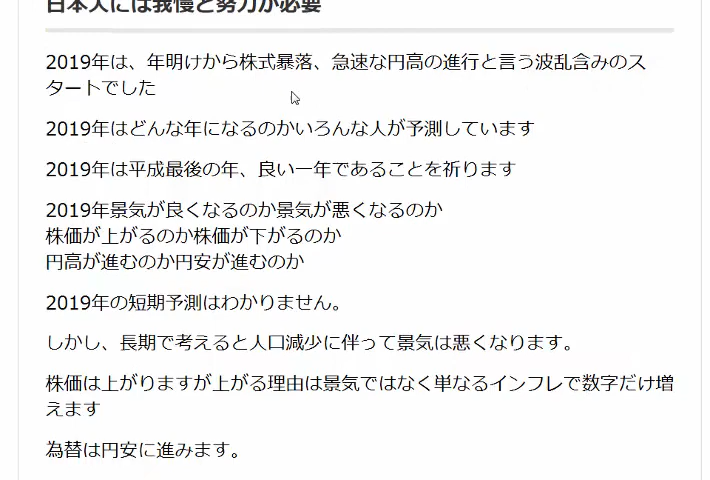 日本人には我慢と努力が必要
2019年は、年明けから株式暴落、急速な円高の進行と言う波乱含みのス
タートでした
2019年はどんな年になるのかいろんな人が予測しています
2019年は平成最後の年、良い一年であることを祈ります
2019年景気が良くなるのか景気が悪くなるのか
株価が上がるのか株価が下がるのか
円高が進むのか円安が進むのか
2019年の短期予測はわかりません。
しかし、長期で考えると人口減少に伴って景気は悪くなります。
株価は上がりますが上がる理由は景気ではなく単なるインフレで数字だけ増
えます
為替は円安に進みます。